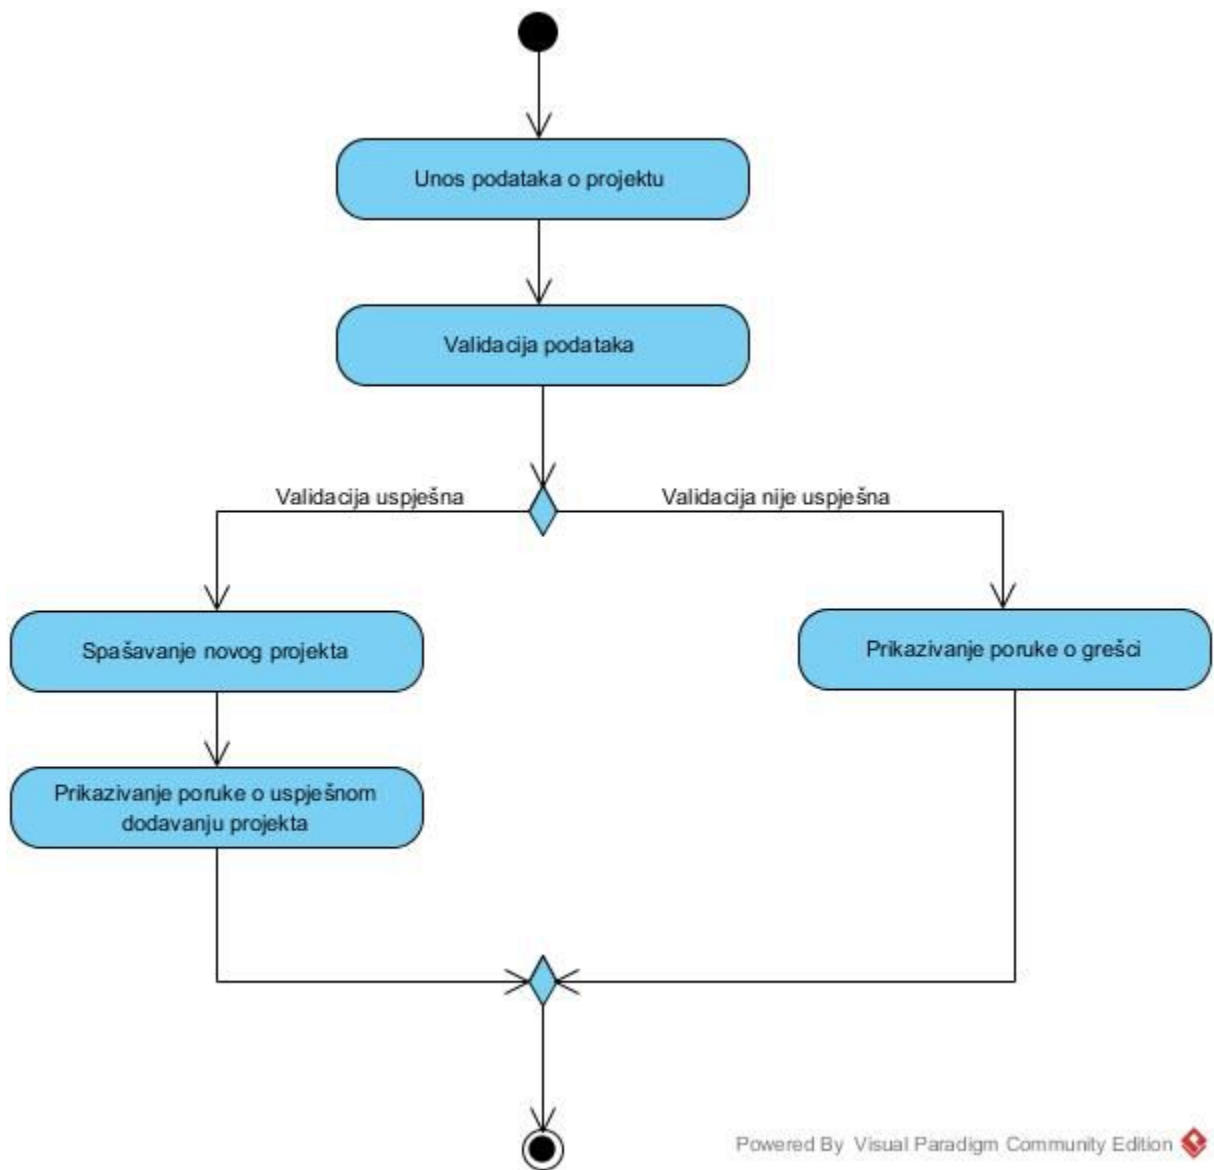 Unos podataka o projektu
Validacija podataka
Validacija uspješna
Validacija nije uspješna
Spašavanje novog projekta
Prikazivanje poruke o grešci
Prikazivanje poruke o uspješnom
dodavanju projekta
Powered By Visual Paradigm Community Edition